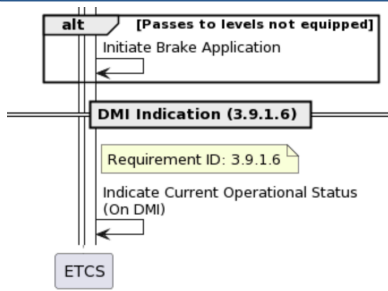 alt [Passes to levels not equipped]
Initiate Brake Application
DMI Indication (3.9.1.6)
Requirement ID: 3.9.1.6
Indicate Current Operational Status
(On DMI)
ETCS